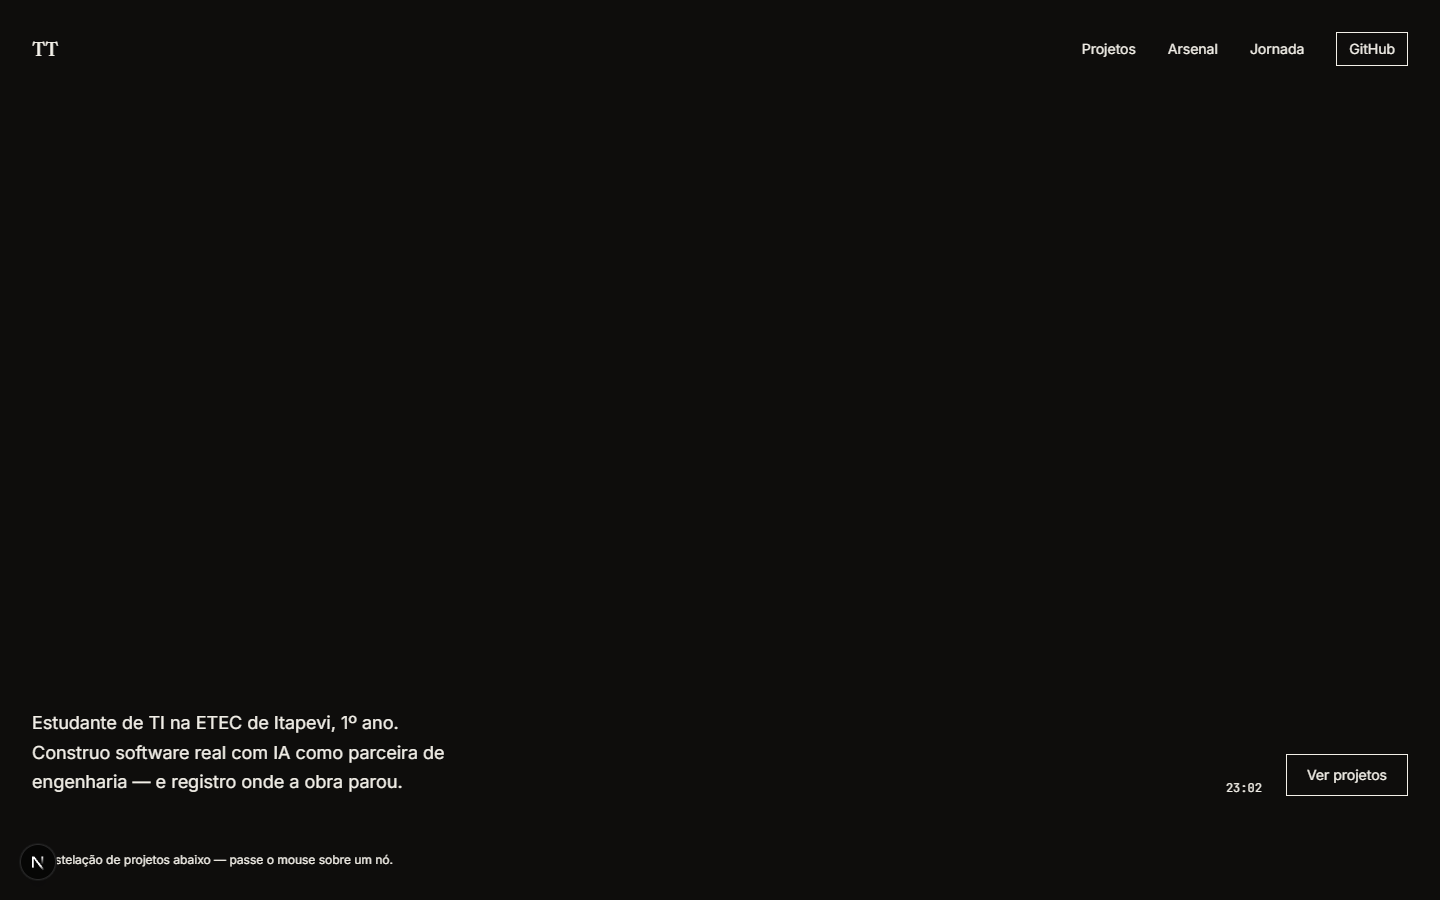 TT
Projetos
Arsenal
Jornada
GitHub
Estudante de TI na ETEC de Itapevi, 1º ano.
Construo software real com IA como parceira de
engenharia — e registro onde a obra parou.
23:02
Ver projetos
N
stelação de projetos abaixo — passe o mouse sobre um nó.